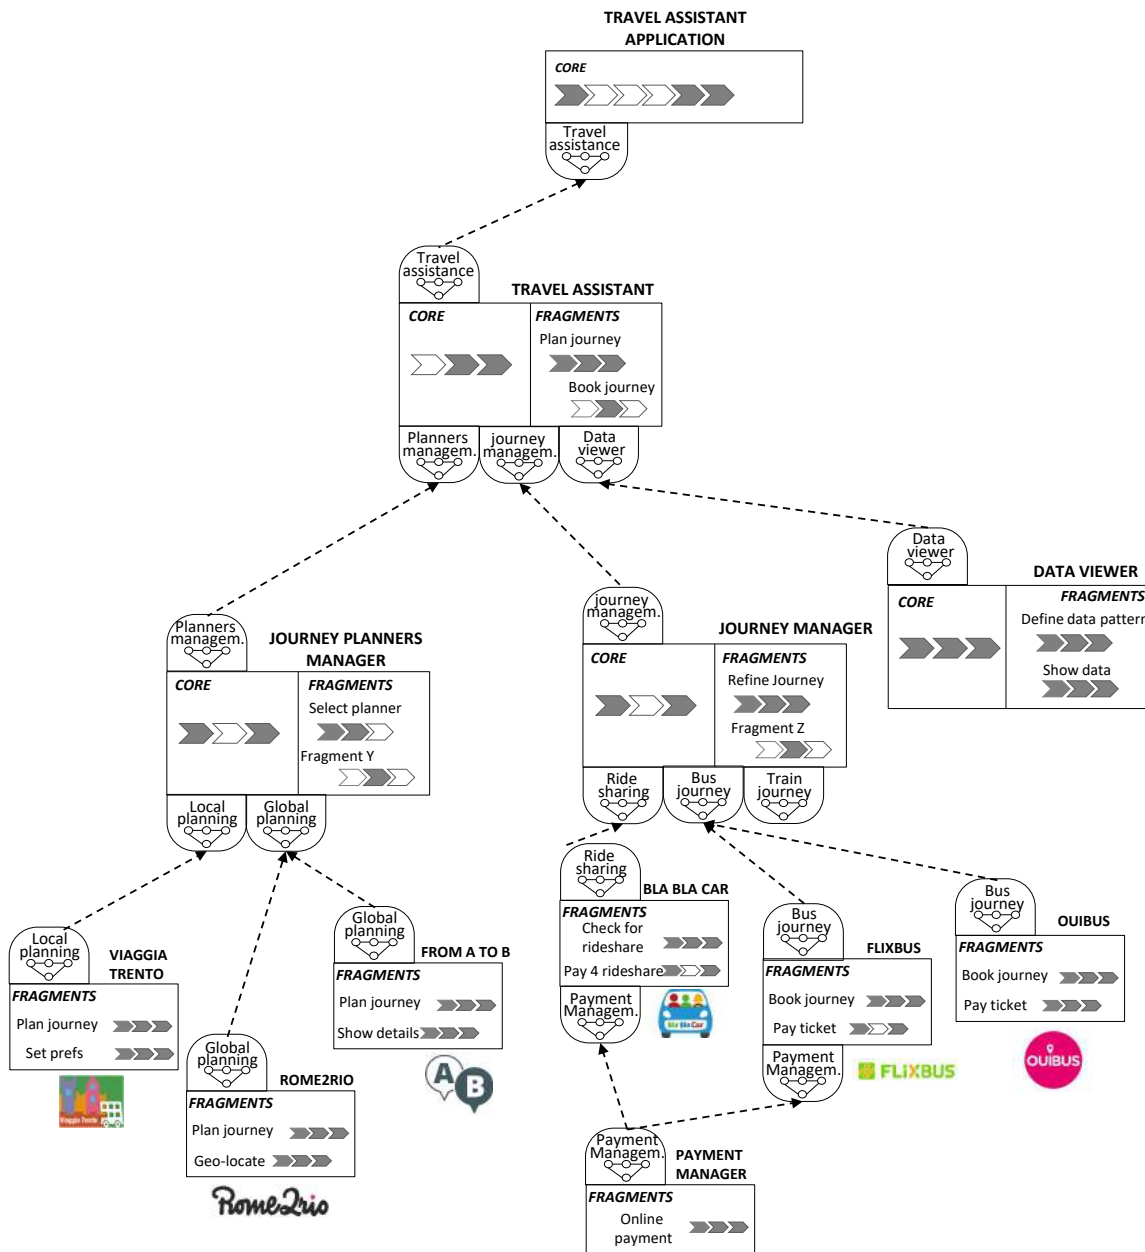 TRAVEL ASSISTANT
APPLICATION
CORE
Travel
assistance
Travel
assistance
TRAVEL ASSISTANT
CORE
FRAGMENTS
Plan journey
Book journey
Planners
managem.
journey
managem.
Data
viewer
Data
viewer
DATA VIEWER
CORE
FRAGMENTS
Define data pattern
Show data
Planners
managem.
JOURNEY PLANNERS
MANAGER
CORE
FRAGMENTS
Select planner
Fragment Y
Local
planning
Global
planning
journey
managem.
JOURNEY MANAGER
CORE
FRAGMENTS
Refine Journey
Fragment Z
Ride
sharing
Bus
journey
Train
journey
Local
planning
VIAGGIA
TRENTO
FRAGMENTS
Plan journey
Set prefs
Viaggia Trento
Global
planning
ROME2RIO
FRAGMENTS
Plan journey
Geo-locate
Rome2rio
Global
planning
FROM A TO B
FRAGMENTS
Plan journey
Show details
A
B
Ride
sharing
BLA BLA CAR
FRAGMENTS
Check for
rideshare
Pay 4 rideshare
Payment
Managem.
Bla Bla Car
Bus
journey
FLIXBUS
FRAGMENTS
Book journey
Pay ticket
Payment
Managem.
FLiXBUS
Bus
journey
OUIBUS
FRAGMENTS
Book journey
Pay ticket
OUIBUS
Payment
Managem.
PAYMENT
MANAGER
FRAGMENTS
Online
payment